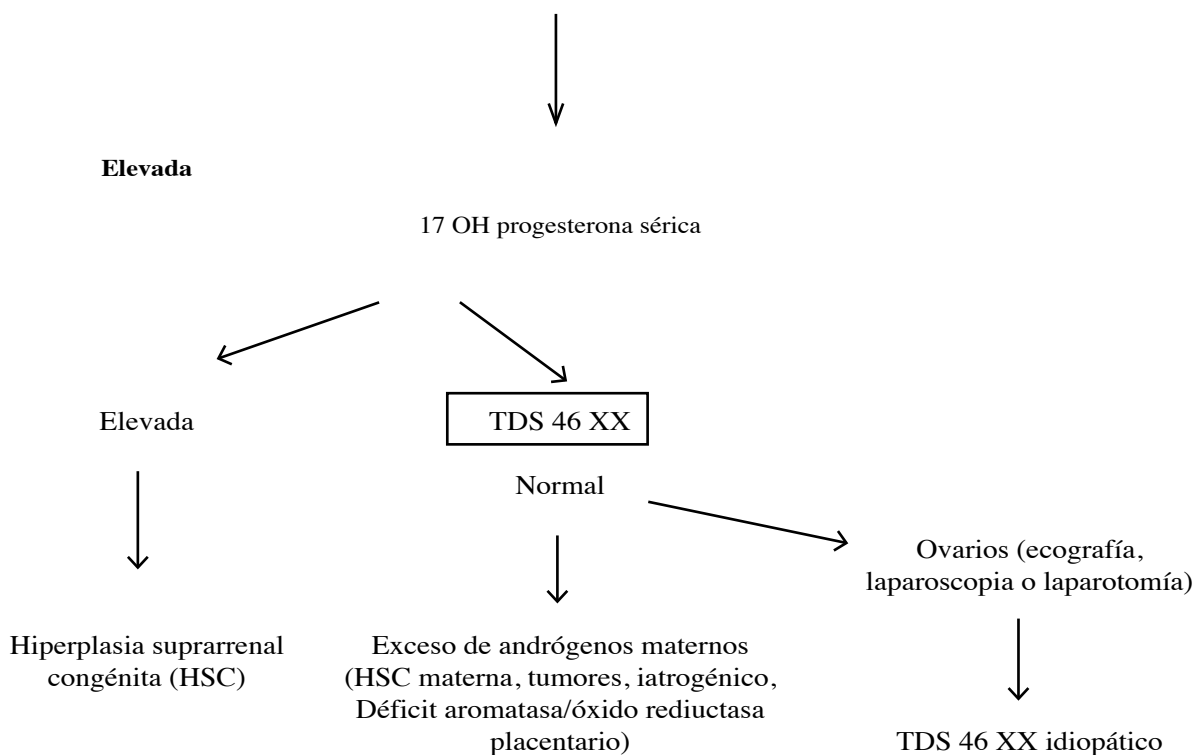 Elevada
17 OH progesterona sérica
Elevada
TDS 46 XX
Normal
Hiperplasia suprarrenal
congénita (HSC)
Exceso de andrógenos maternos
(HSC materna, tumores, iatrogénico,
Déficit aromatasa/óxido rediuctasa
placentario)
Ovarios (ecografía,
laparoscopia o laparotomía)
TDS 46 XX idiopático